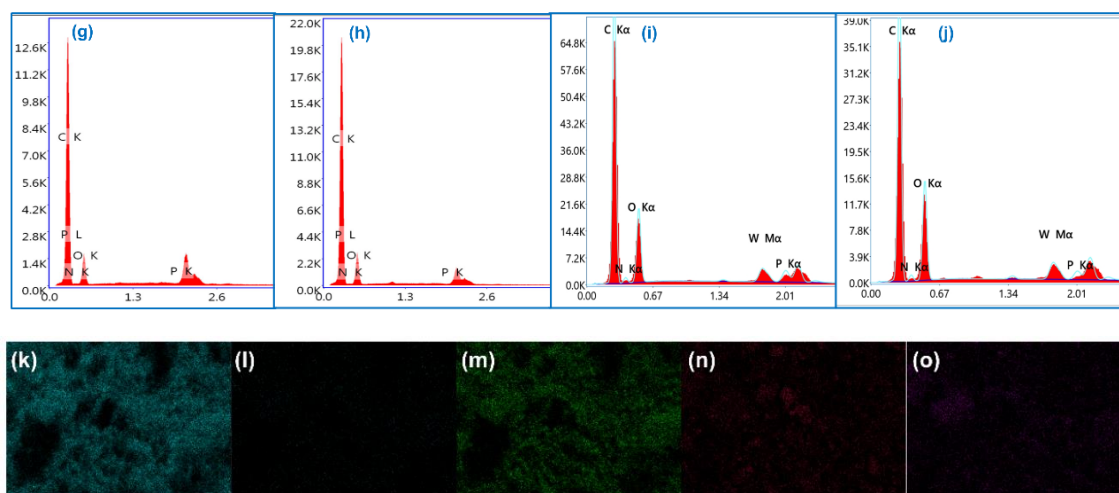 (g)
12.6K
11.2K
9.8K
8.4K
C K
7.0K
5.6K
4.2K
2.8K
P L
O K
1.4K
N K
P K
0.0K
0.0
1.3
2.6
(h)
22.0K
19.8K
17.6K
15.4K
13.2K
C K
11.0K
8.8K
6.6K
4.4K
P L
O K
2.2K
N K
P K
0.0K
0.0
1.3
2.6
(i)
C Kα
64.8K
57.6K
50.4K
43.2K
36.0K
28.8K
21.6K
O Kα
14.4K
W Mα
7.2K
N Kα
P Kα
0.0K
0.00
0.67
1.34
2.01
(j)
39.0K
C Kα
35.1K
31.2K
27.3K
23.4K
19.5K
15.6K
O Kα
11.7K
7.8K
W Mα
3.9K
N Kα
P Kα
0.0K
0.00
0.67
1.34
2.01
(k)
(l)
(m)
(n)
(o)